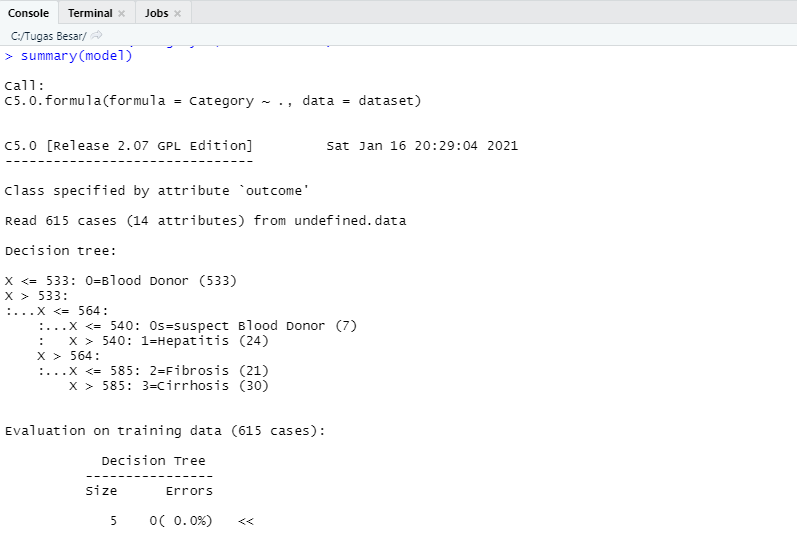 Console Terminal Jobs
C:/Tugas Besar/
> summary(model)
Call:
C5.0.formula(formula = Category ~ ., data = dataset)
C5.0 [Release 2.07 GPL Edition]         Sat Jan 16 20:29:04 2021
-------------------------------
Class specified by attribute `outcome'
Read 615 cases (14 attributes) from undefined.data
Decision tree:
X <= 533: 0=Blood Donor (533)
X > 533:
:...X <= 564:
    :...X <= 540: 0s=suspect Blood Donor (7)
    :   X > 540: 1=Hepatitis (24)
    X > 564:
    :...X <= 585: 2=Fibrosis (21)
        X > 585: 3=Cirrhosis (30)
Evaluation on training data (615 cases):
            Decision Tree
          ----------------
          Size      Errors
             5    0( 0.0%)   <<